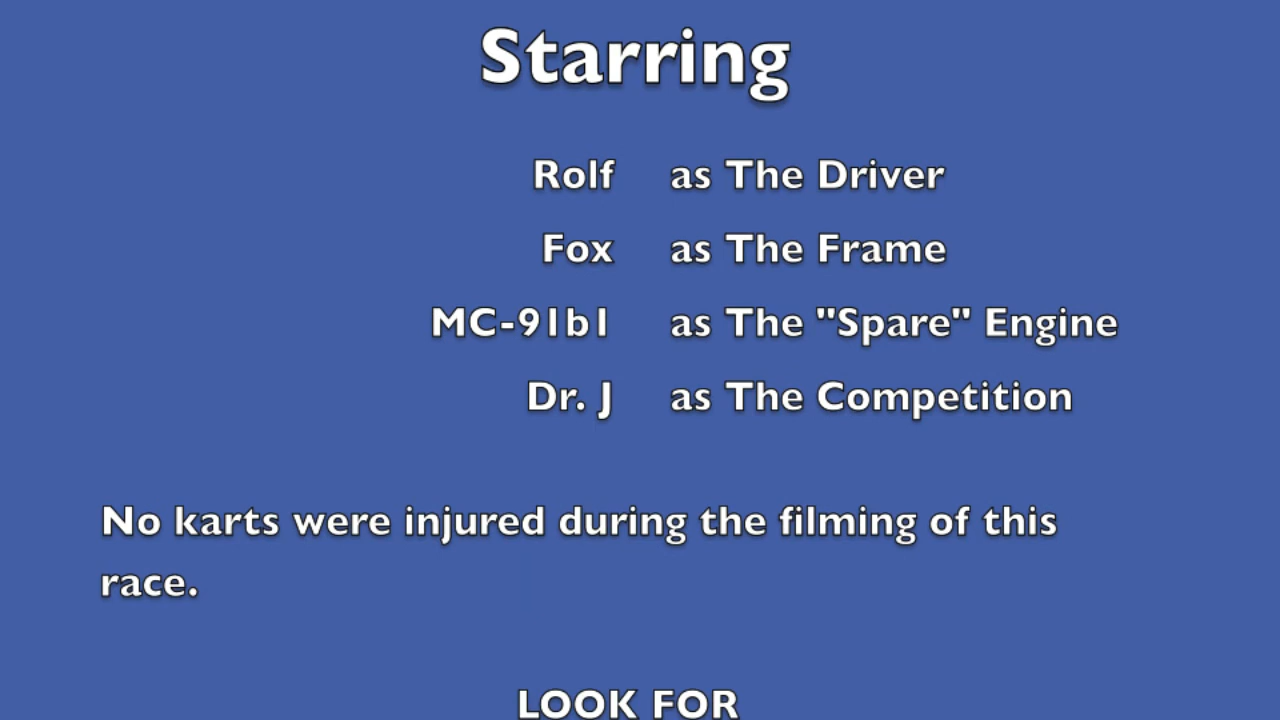 Starring
Rolf as The Driver
Fox as The Frame
MC-91b1 as The "Spare" Engine
Dr. J as The Competition
No karts were injured during the filming of this
race.
LOOK FOR